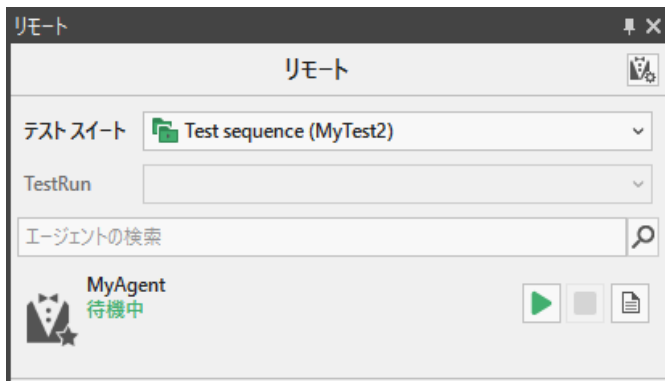 リモート
リモート
テスト スイート Test sequence (MyTest2)
TestRun
エージェントの検索
MyAgent
待機中